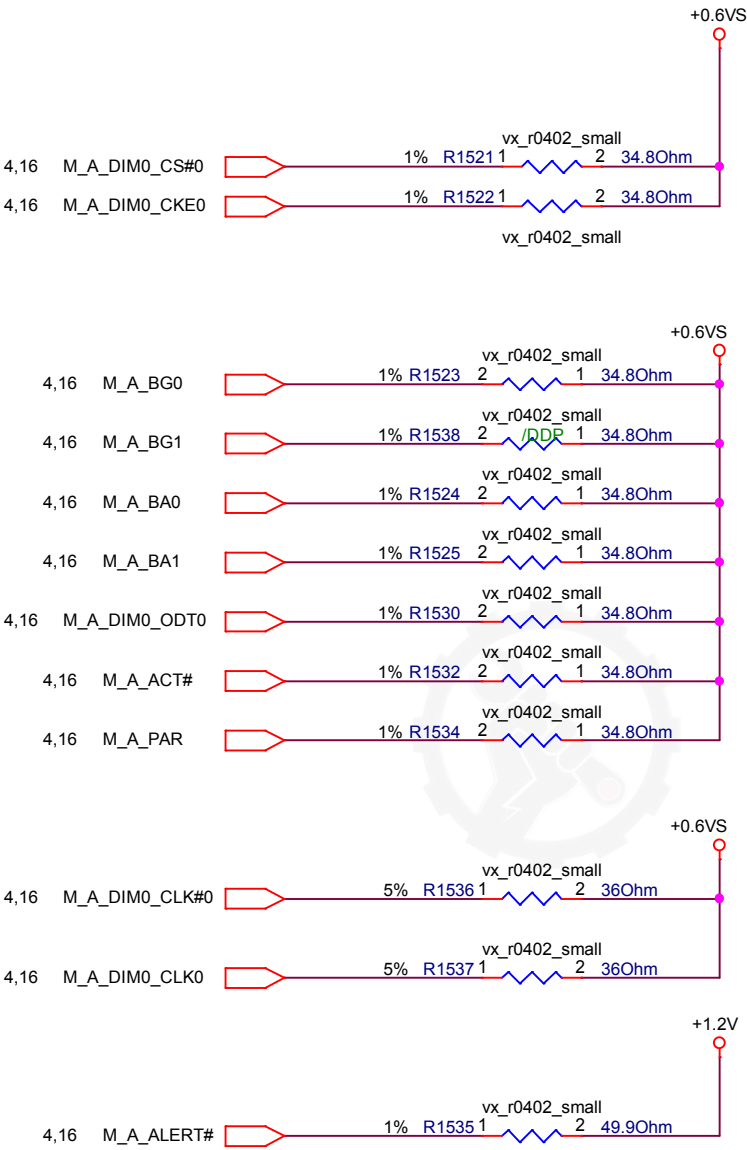 +0.6VS
vx_r0402_small
4,16 M_A_DIM0_CS#0 1% R1521 1 2 34.8Ohm
4,16 M_A_DIM0_CKE0 1% R1522 1 2 34.8Ohm
vx_r0402_small
+0.6VS
vx_r0402_small
4,16 M_A_BG0 1% R1523 2 1 34.8Ohm
vx_r0402_small
4,16 M_A_BG1 1% R1538 2 /DDP 1 34.8Ohm
vx_r0402_small
4,16 M_A_BA0 1% R1524 2 1 34.8Ohm
vx_r0402_small
4,16 M_A_BA1 1% R1525 2 1 34.8Ohm
vx_r0402_small
4,16 M_A_DIM0_ODT0 1% R1530 2 1 34.8Ohm
vx_r0402_small
4,16 M_A_ACT# 1% R1532 2 1 34.8Ohm
vx_r0402_small
4,16 M_A_PAR 1% R1534 2 1 34.8Ohm
+0.6VS
vx_r0402_small
4,16 M_A_DIM0_CLK#0 5% R1536 1 2 36Ohm
vx_r0402_small
4,16 M_A_DIM0_CLK0 5% R1537 1 2 36Ohm
+1.2V
vx_r0402_small
4,16 M_A_ALERT# 1% R1535 1 2 49.9Ohm